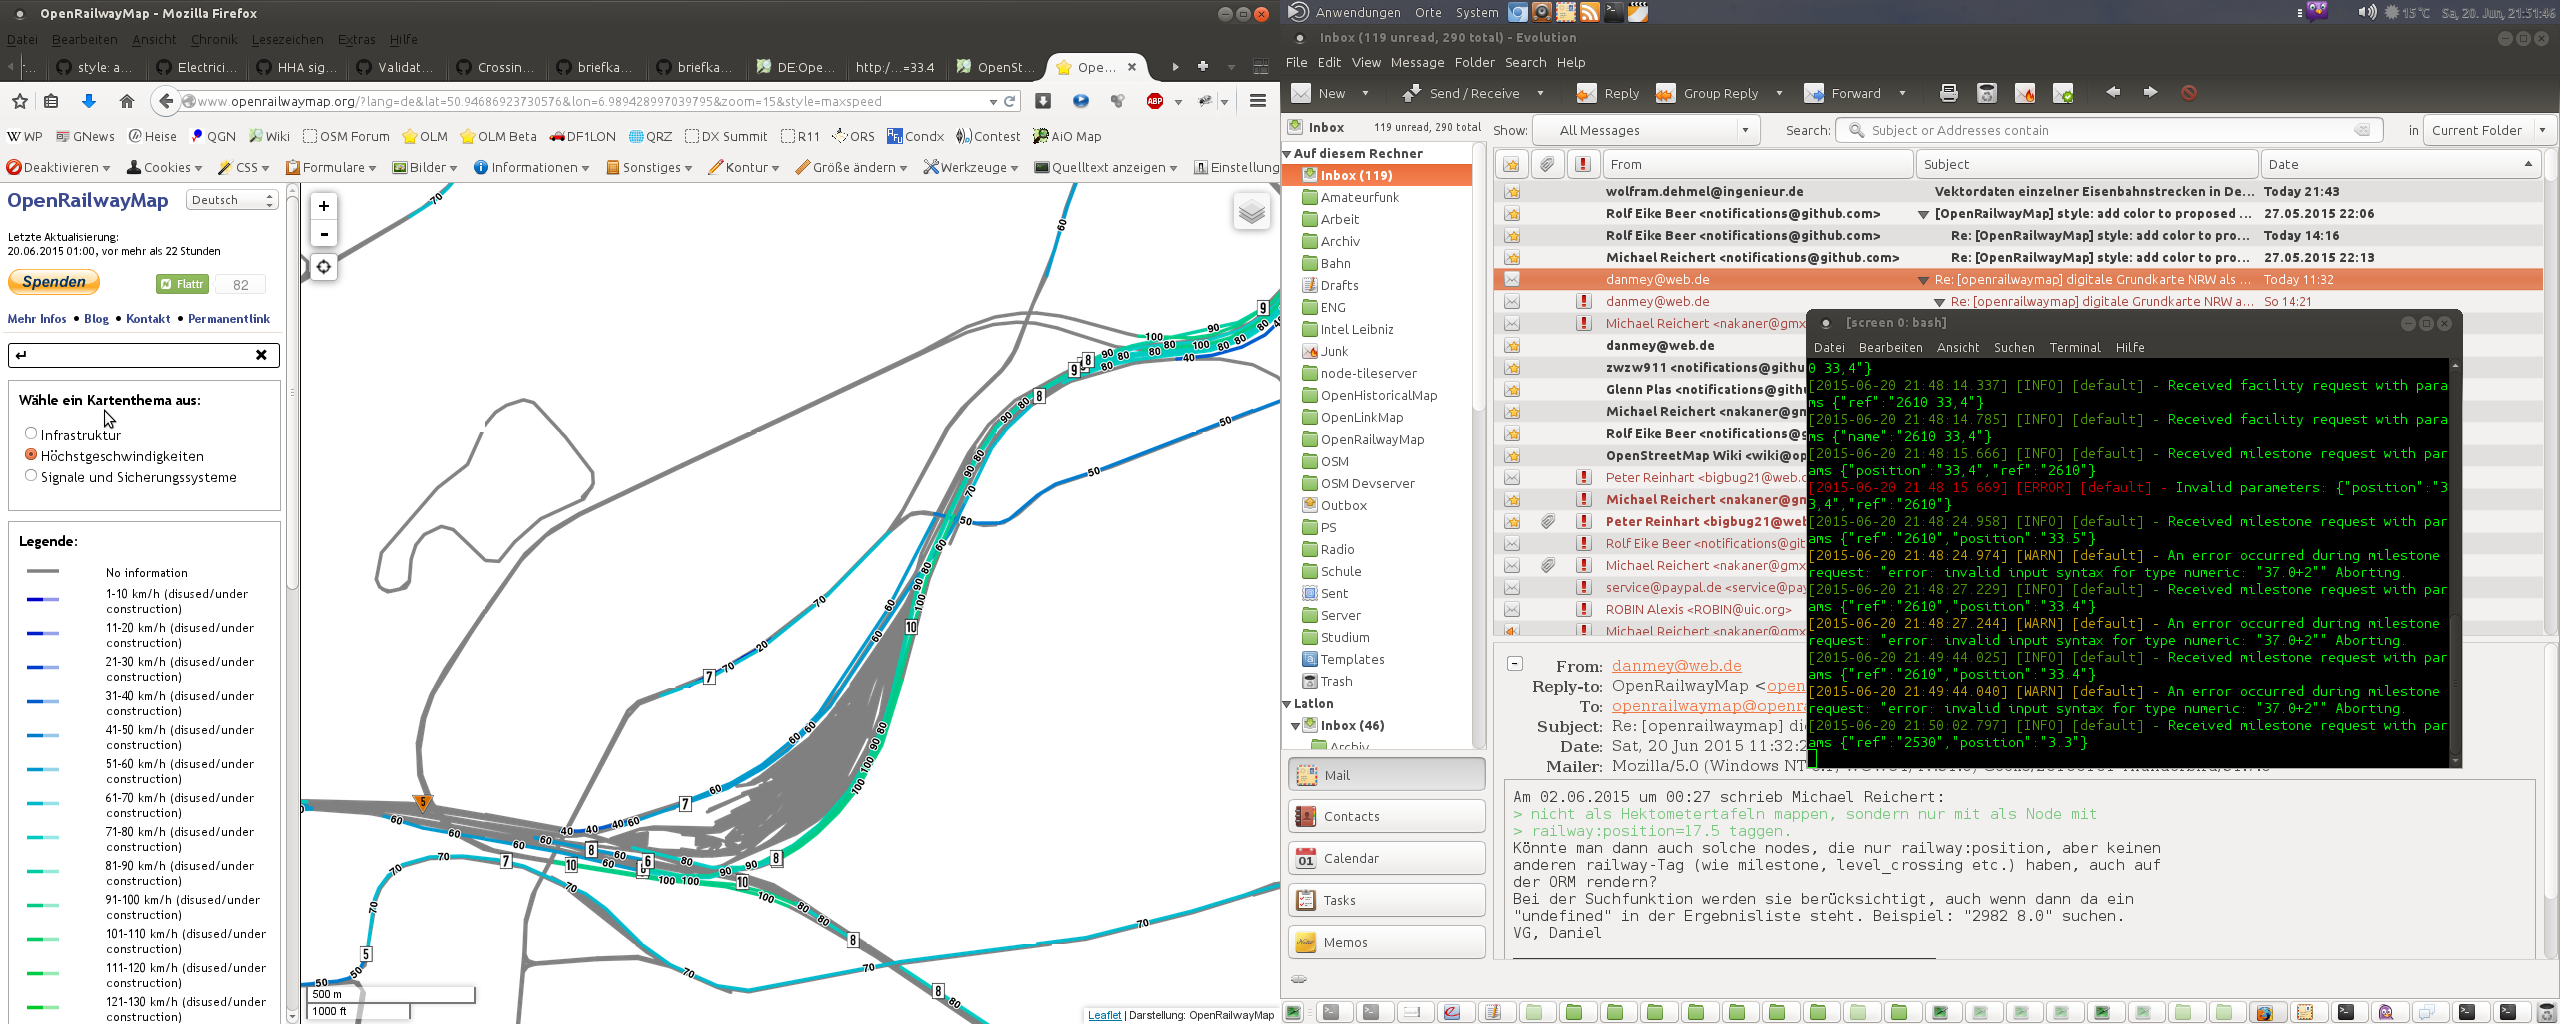 OpenRailwayMap - Mozilla Firefox
Datei Bearbeiten Ansicht Chronik Lesezeichen Extras Hilfe
style: a... Electrici... HHA sig... Validat... Crossin... briefka... briefka... DE:Ope... http:/...=33.4 OpenSt... Ope...
www.openrailwaymap.org/?lang=de&lat=50.94686923730576&lon=6.989428997039795&zoom=15&style=maxspeed
WP GNews Heise QGN Wiki OSM Forum OLM OLM Beta DF1LON QRZ DX Summit R11 ORS Condx Contest AiO Map
Deaktivieren Cookies CSS Formulare Bilder Informationen Sonstiges Kontur Größe ändern Werkzeuge Quelltext anzeigen Einstellung
OpenRailwayMap
Deutsch
Letzte Aktualisierung:
20.06.2015 01:00, vor mehr als 22 Stunden
Spenden
Flattr 82
Mehr Infos • Blog • Kontakt • Permanentlink
Wähle ein Kartenthema aus:
Infrastruktur
Höchstgeschwindigkeiten
Signale und Sicherungssysteme
Legende:
No information
1-10 km/h (disused/under
construction)
11-20 km/h (disused/under
construction)
21-30 km/h (disused/under
construction)
31-40 km/h (disused/under
construction)
41-50 km/h (disused/under
construction)
51-60 km/h (disused/under
construction)
61-70 km/h (disused/under
construction)
71-80 km/h (disused/under
construction)
81-90 km/h (disused/under
construction)
91-100 km/h (disused/under
construction)
101-110 km/h (disused/under
construction)
111-120 km/h (disused/under
construction)
121-130 km/h (disused/under
construction)
+
-
500 m
1000 ft
Leaflet | Darstellung: OpenRailwayMap
Anwendungen Orte System
15 °C Sa, 20. Jun, 21:51:46
Inbox (119 unread, 290 total) - Evolution
File Edit View Message Folder Search Help
New Send / Receive Reply Group Reply Forward
Inbox 119 unread, 290 total
Show: All Messages Search: Subject or Addresses contain in Current Folder
Auf diesem Rechner
Inbox (119)
Amateurfunk
Arbeit
Archiv
Bahn
Drafts
ENG
Intel Leibniz
Junk
node-tileserver
OpenHistoricalMap
OpenLinkMap
OpenRailwayMap
OSM
OSM Devserver
Outbox
PS
Radio
Schule
Sent
Server
Studium
Templates
Trash
Latlon
Inbox (46)
Archiv
Mail
Contacts
Calendar
Tasks
Memos
From Subject Date
wolfram.dehmel@ingenieur.de Vektordaten einzelner Eisenbahnstrecken in De... Today 21:43
Rolf Eike Beer <notifications@github.com> [OpenRailwayMap] style: add color to proposed ... 27.05.2015 22:06
Rolf Eike Beer <notifications@github.com> Re: [OpenRailwayMap] style: add color to pro... Today 14:16
Michael Reichert <notifications@github.com> Re: [OpenRailwayMap] style: add color to pro... 27.05.2015 22:13
danmey@web.de Re: [openrailwaymap] digitale Grundkarte NRW als ... Today 11:32
danmey@web.de Re: [openrailwaymap] digitale Grundkarte NRW a... So 14:21
Michael Reichert <nakaner@gmx
danmey@web.de
zwzw911 <notifications@githu
Glenn Plas <notifications@gith
Michael Reichert <nakaner@gm
Rolf Eike Beer <notifications@g
OpenStreetMap Wiki <wiki@op
Peter Reinhart <bigbug21@web.d
Michael Reichert <nakaner@gm
Peter Reinhart <bigbug21@web
Rolf Eike Beer <notifications@git
Michael Reichert <nakaner@gmx
service@paypal.de <service@pay
ROBIN Alexis <ROBIN@uic.org>
Michael Reichert <nakaner@gmx
[screen 0: bash]
Datei Bearbeiten Ansicht Suchen Terminal Hilfe
0 33,4"}
[2015-06-20 21:48:14.337] [INFO] [default] - Received facility request with para
ms {"ref":"2610 33,4"}
[2015-06-20 21:48:14.785] [INFO] [default] - Received facility request with para
ms {"name":"2610 33,4"}
[2015-06-20 21:48:15.666] [INFO] [default] - Received milestone request with par
ams {"position":"33,4","ref":"2610"}
[2015-06-20 21:48:15.669] [ERROR] [default] - Invalid parameters: {"position":"3
3,4","ref":"2610"}
[2015-06-20 21:48:24.958] [INFO] [default] - Received milestone request with par
ams {"ref":"2610","position":"33.5"}
[2015-06-20 21:48:24.974] [WARN] [default] - An error occurred during milestone
request: "error: invalid input syntax for type numeric: "37.0+2"" Aborting.
[2015-06-20 21:48:27.229] [INFO] [default] - Received milestone request with par
ams {"ref":"2610","position":"33.4"}
[2015-06-20 21:48:27.244] [WARN] [default] - An error occurred during milestone
request: "error: invalid input syntax for type numeric: "37.0+2"" Aborting.
[2015-06-20 21:49:44.025] [INFO] [default] - Received milestone request with par
ams {"ref":"2610","position":"33.4"}
[2015-06-20 21:49:44.040] [WARN] [default] - An error occurred during milestone
request: "error: invalid input syntax for type numeric: "37.0+2"" Aborting.
[2015-06-20 21:50:02.797] [INFO] [default] - Received milestone request with par
ams {"ref":"2530","position":"3.3"}
From: danmey@web.de
Reply-to: OpenRailwayMap <open
To: openrailwaymap@openra
Subject: Re: [openrailwaymap] di
Date: Sat, 20 Jun 2015 11:32:2
Mailer: Mozilla/5.0 (Windows NT
Am 02.06.2015 um 00:27 schrieb Michael Reichert:
> nicht als Hektometertafeln mappen, sondern nur mit als Node mit
> railway:position=17.5 taggen.
Könnte man dann auch solche nodes, die nur railway:position, aber keinen
anderen railway-Tag (wie milestone, level_crossing etc.) haben, auch auf
der ORM rendern?
Bei der Suchfunktion werden sie berücksichtigt, auch wenn dann da ein
"undefined" in der Ergebnisliste steht. Beispiel: "2982 8.0" suchen.
VG, Daniel